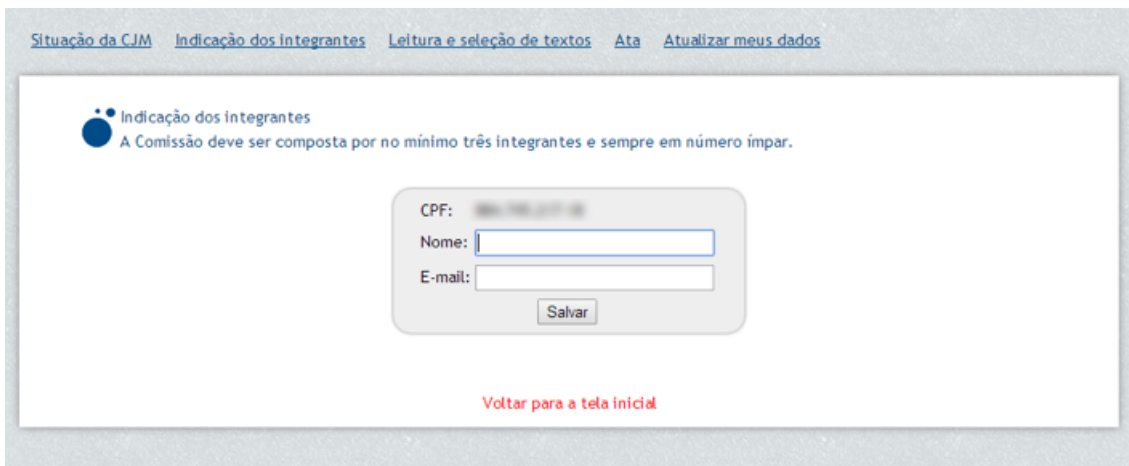 Situação da CJM Indicação dos integrantes Leitura e seleção de textos Ata Atualizar meus dados
Indicação dos integrantes
A Comissão deve ser composta por no mínimo três integrantes e sempre em número ímpar.
CPF:
Nome:
E-mail:
Salvar
Voltar para a tela inicial